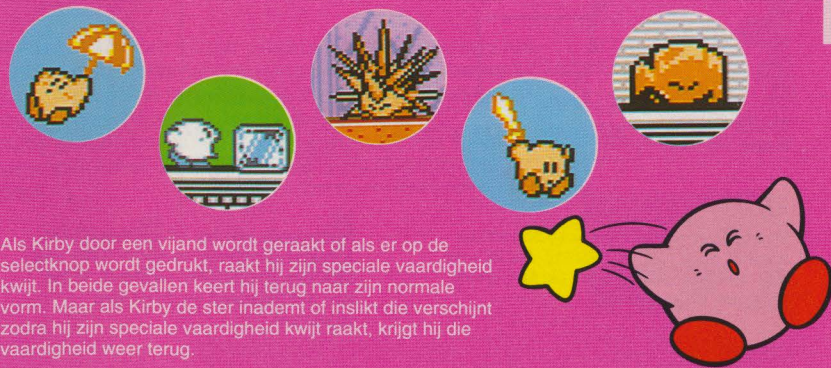 Als Kirby door een vijand wordt geraakt of als er op de
selectknop wordt gedrukt, raakt hij zijn speciale vaardigheid
kwijt. In beide gevallen keert hij terug naar zijn normale
vorm. Maar als Kirby de ster inademt of inslikt die verschijnt
zodra hij zijn speciale vaardigheid kwijt raakt, krijgt hij die
vaardigheid weer terug.